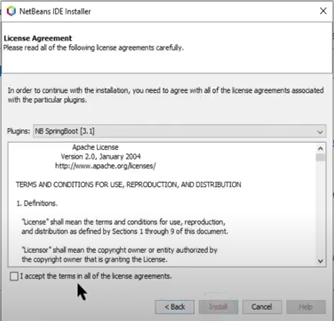 NetBeans IDE Installer
License Agreement
Please read all of the following license agreements carefully.
In order to continue with the installation, you need to agree with all of the license agreements associated
with the particular plugins.
Plugins: NB SpringBoot [3.1]
Apache License
Version 2.0, January 2004
http://www.apache.org/licenses/
TERMS AND CONDITIONS FOR USE, REPRODUCTION, AND DISTRIBUTION
1. Definitions.
"License" shall mean the terms and conditions for use, reproduction,
and distribution as defined by Sections 1 through 9 of this document.
"Licensor" shall mean the copyright owner or entity authorized by
the copyright owner that is granting the License.
I accept the terms in all of the license agreements.
< Back Install Cancel Help